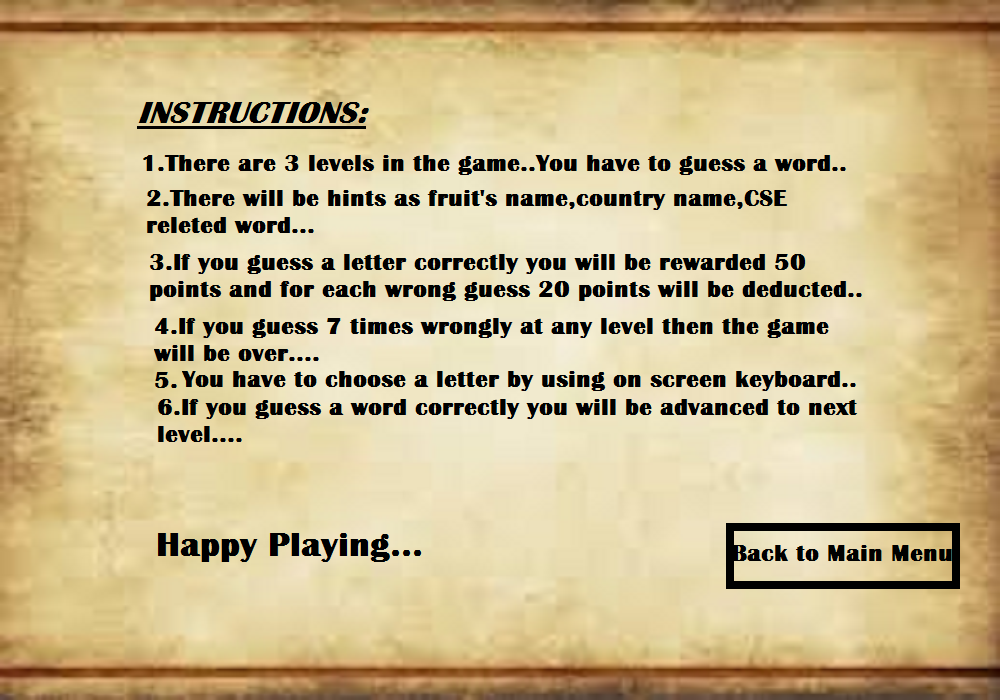 INSTRUCTIONS:
1.There are 3 levels in the game..You have to guess a word..
2.There will be hints as fruit's name,country name,CSE
releted word...
3.If you guess a letter correctly you will be rewarded 50
points and for each wrong guess 20 points will be deducted..
4.If you guess 7 times wrongly at any level then the game
will be over....
5. You have to choose a letter by using on screen keyboard..
6.If you guess a word correctly you will be advanced to next
level....
Happy Playing...
Back to Main Menu